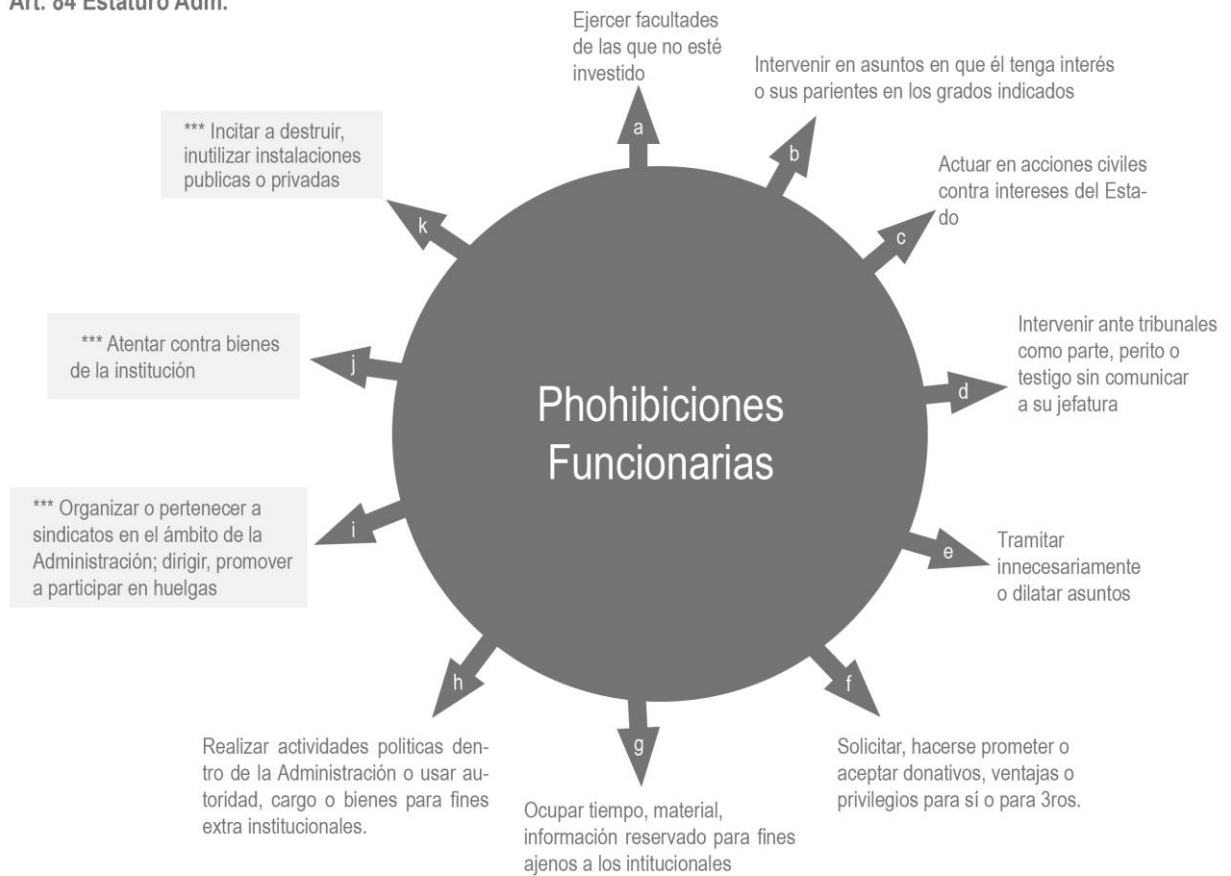 Art. 84 Estaturo Adm.
Ejercer facultades
de las que no esté
investido
a
Intervenir en asuntos en que él tenga interés
o sus parientes en los grados indicados
b
Actuar en acciones civiles
contra intereses del Esta-
do
c
Intervenir ante tribunales
como parte, perito o
testigo sin comunicar
a su jefatura
d
Tramitar
innecesariamente
o dilatar asuntos
e
Solicitar, hacerse prometer o
aceptar donativos, ventajas o
privilegios para sí o para 3ros.
f
Ocupar tiempo, material,
información reservado para fines
ajenos a los intitucionales
g
Realizar actividades politicas den-
tro de la Administración o usar au-
toridad, cargo o bienes para fines
extra institucionales.
h
*** Organizar o pertenecer a
sindicatos en el ámbito de la
Administración; dirigir, promover
a participar en huelgas
i
*** Atentar contra bienes
de la institución
j
*** Incitar a destruir,
inutilizar instalaciones
publicas o privadas
k
Phohibiciones
Funcionarias